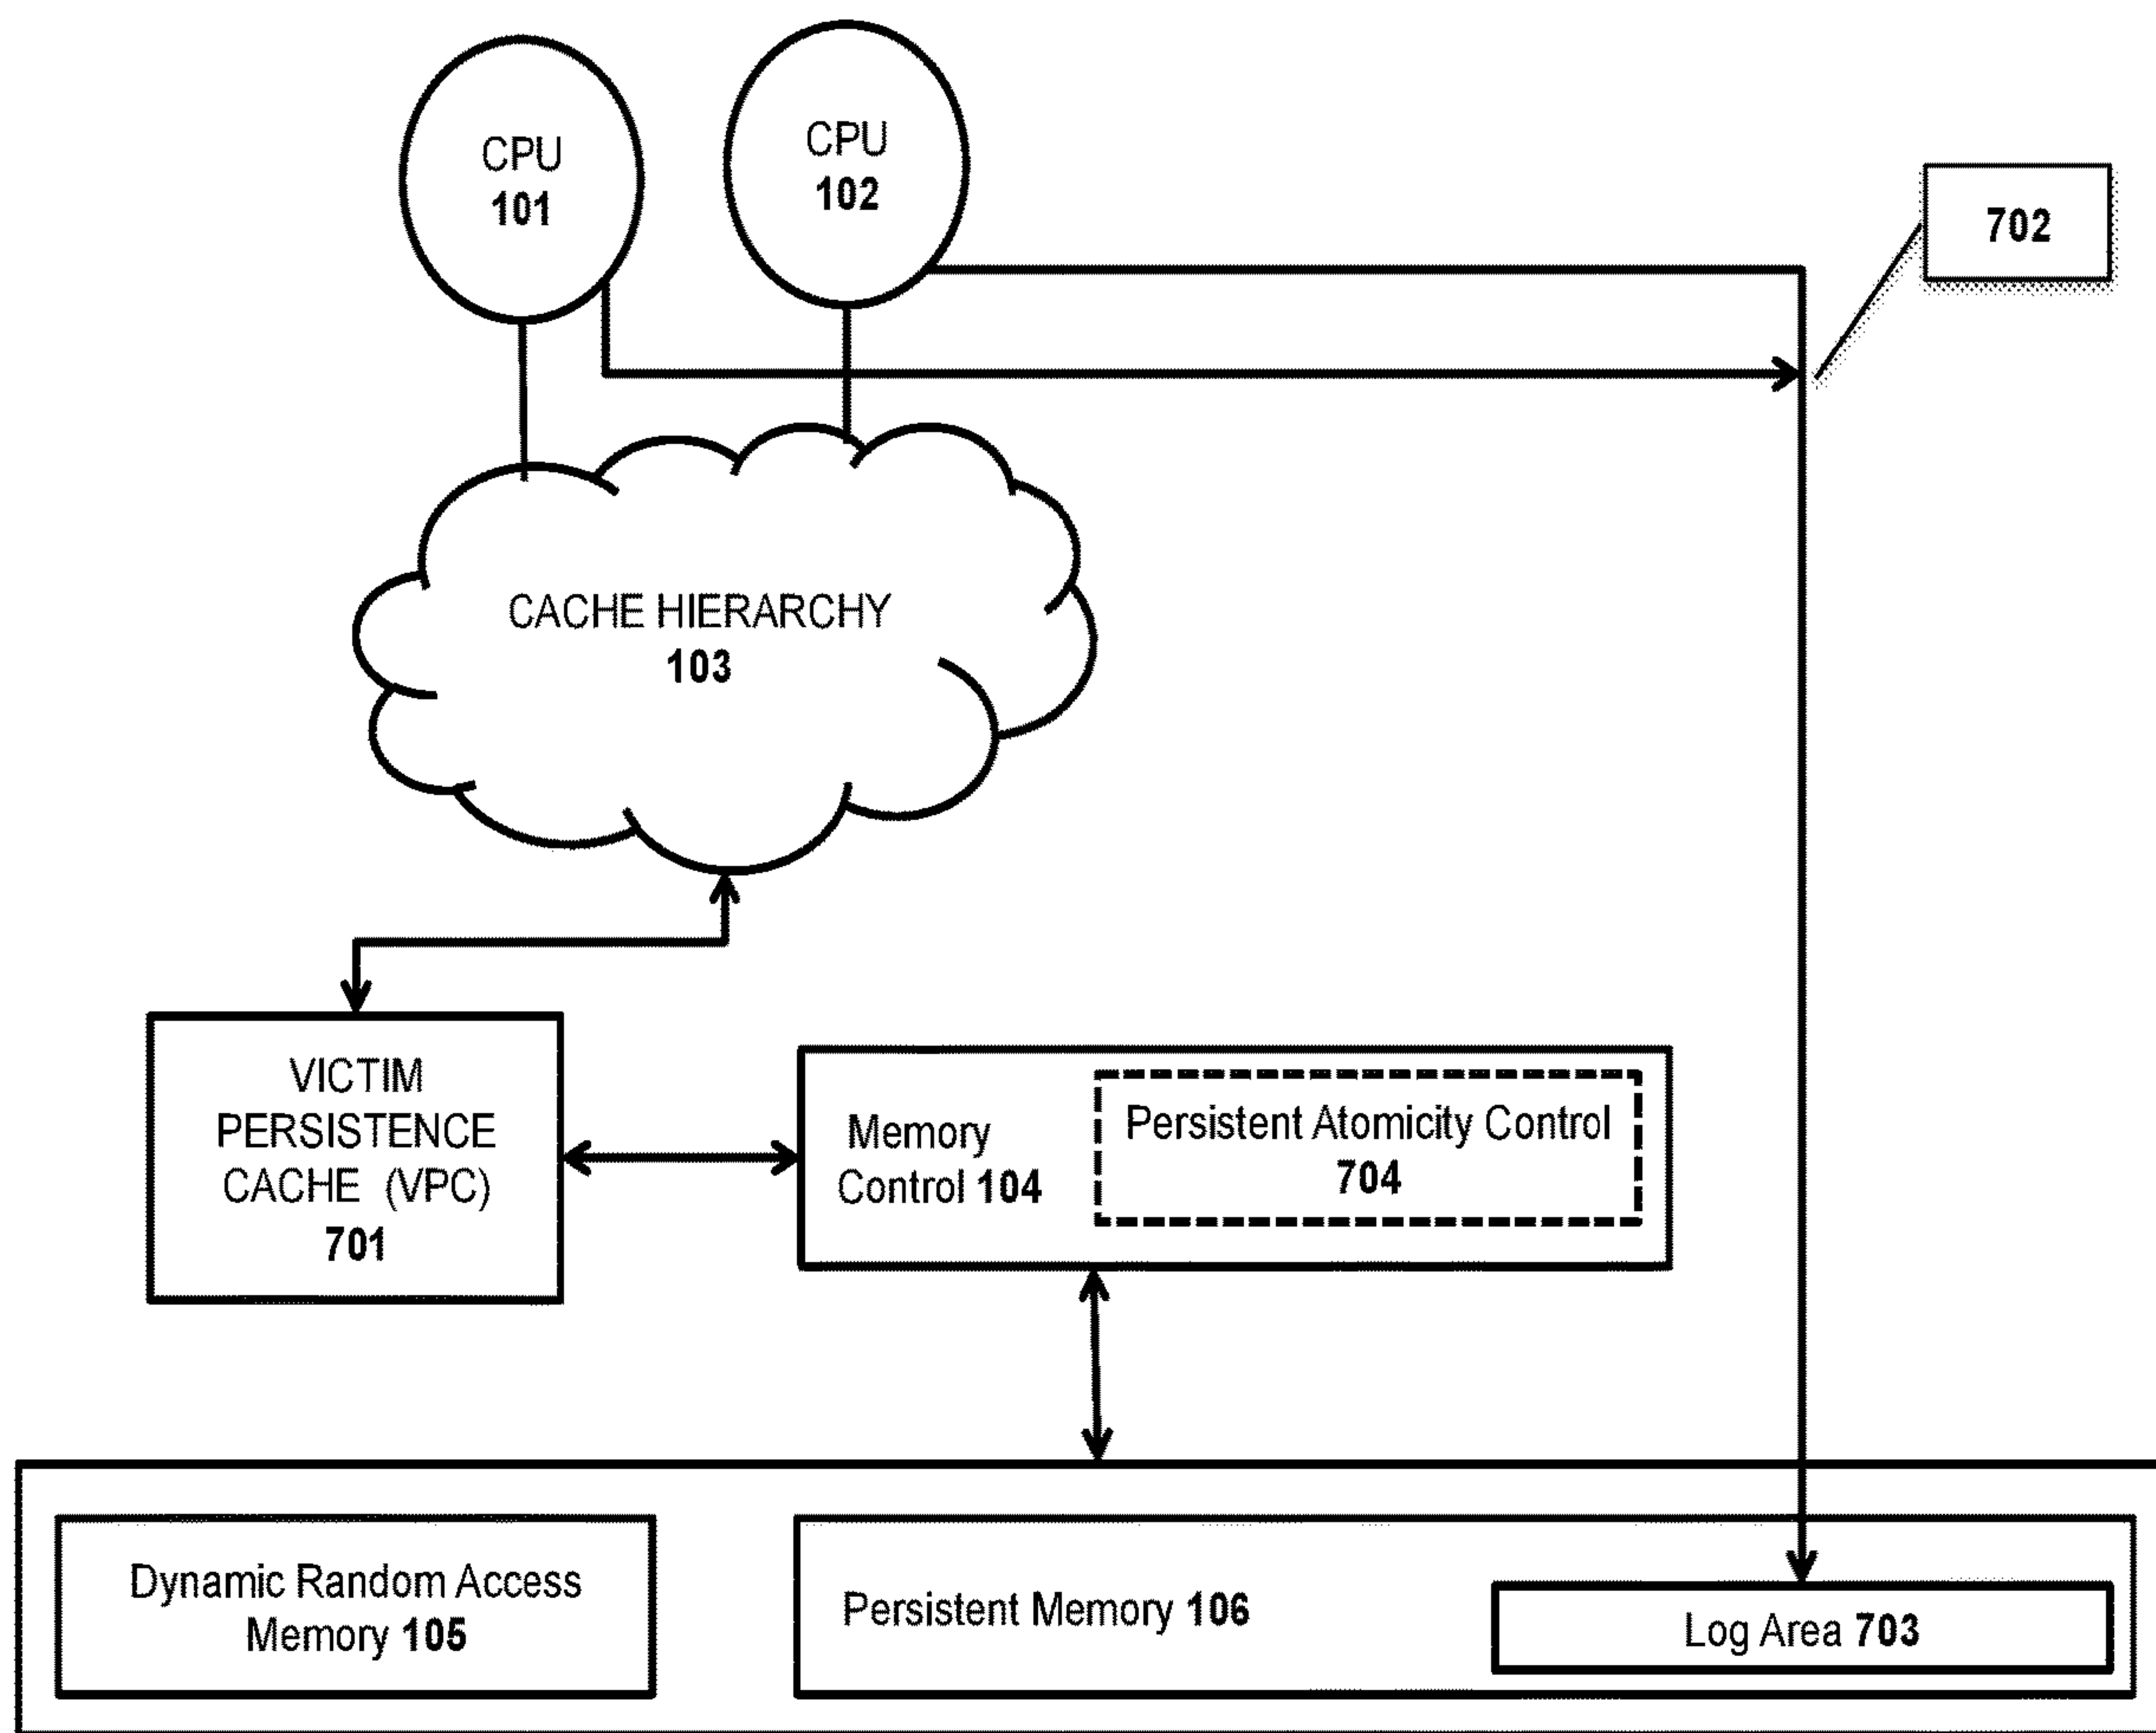 CPU
101
CPU
102
702
CACHE HIERARCHY
103
VICTIM
PERSISTENCE
CACHE (VPC)
701
Memory
Control 104
Persistent Atomicity Control
704
Dynamic Random Access
Memory 105
Persistent Memory 106
Log Area 703